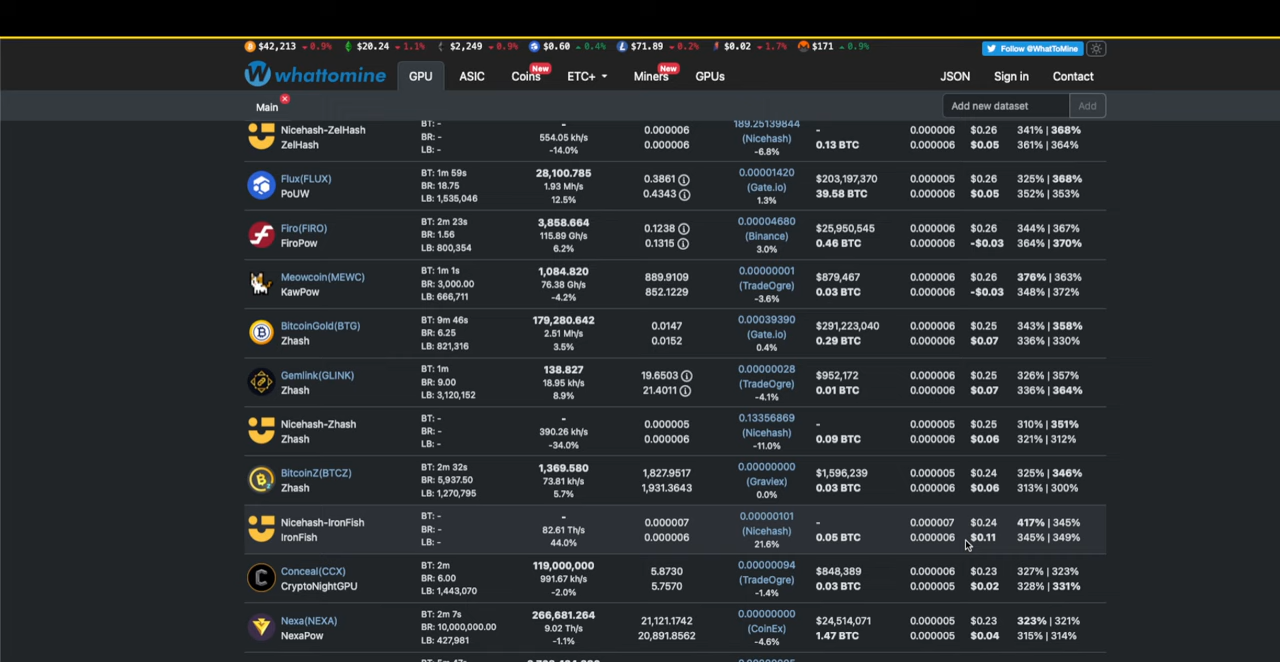 $42,213 0.9% $20.24 1.1% $2,249 0.9% $0.60 0.4% $71.89 0.2% $0.02 1.7% $171 0.9% Follow @WhatToMine
whattomine GPU ASIC Coins New ETC+ Miners New GPUs JSON Sign in Contact
Main Add new dataset Add
Nicehash-ZelHash BT: - - 0.000006 189.25139844 - 0.000006 $0.26 341% | 368%
ZelHash BR: - 554.05 kh/s 0.000006 (Nicehash) 0.13 BTC 0.000006 $0.05 361% | 364%
LB: - -14.0% -6.8%
Flux(FLUX) BT: 1m 59s 28,100.785 0.3861 0.00001420 $203,197,370 0.000006 $0.26 325% | 368%
PoUW BR: 18.75 1.93 Mh/s 0.4343 (Gate.io) 39.58 BTC 0.000006 $0.05 352% | 353%
LB: 1,535,046 12.5% 1.3%
Firo(FIRO) BT: 2m 23s 3,858.664 0.1238 0.00004680 $25,950,545 0.000006 $0.26 344% | 367%
FiroPow BR: 1.56 115.89 Gh/s 0.1315 (Binance) 0.46 BTC 0.000006 -$0.03 364% | 370%
LB: 800,354 6.2% 3.0%
Meowcoin(MEWC) BT: 1m 1s 1,084.820 889.9109 0.00000001 $879,467 0.000006 $0.26 376% | 363%
KawPow BR: 3,000.00 76.38 Gh/s 852.1229 (TradeOgre) 0.03 BTC 0.000006 -$0.03 348% | 372%
LB: 666,711 -4.2% -3.6%
BitcoinGold(BTG) BT: 9m 46s 179,280.642 0.0147 0.00039390 $291,223,040 0.000006 $0.25 343% | 358%
Zhash BR: 6.25 2.51 Mh/s 0.0152 (Gate.io) 0.29 BTC 0.000006 $0.07 336% | 330%
LB: 821,316 3.5% 0.4%
Gemlink(GLINK) BT: 1m 138.827 19.6503 0.00000028 $952,172 0.000006 $0.25 326% | 357%
Zhash BR: 9.00 18.95 kh/s 21.4011 (TradeOgre) 0.01 BTC 0.000006 $0.07 336% | 364%
LB: 3,120,152 8.9% -4.1%
Nicehash-Zhash BT: - - 0.000005 0.13356869 - 0.000006 $0.25 310% | 351%
Zhash BR: - 390.26 kh/s 0.000006 (Nicehash) 0.09 BTC 0.000006 $0.06 321% | 312%
LB: - -34.0% -11.0%
BitcoinZ(BTCZ) BT: 2m 32s 1,369.580 1,827.9517 0.00000000 $1,596,239 0.000005 $0.24 325% | 346%
Zhash BR: 5,937.50 73.81 kh/s 1,931.3643 (Graviex) 0.03 BTC 0.000006 $0.06 313% | 300%
LB: 1,270,795 5.7% 0.0%
Nicehash-IronFish BT: - - 0.000007 0.00000101 - 0.000007 $0.24 417% | 345%
IronFish BR: - 82.61 Th/s 0.000006 (Nicehash) 0.05 BTC 0.000006 $0.11 345% | 349%
LB: - 44.0% 21.6%
Conceal(CCX) BT: 2m 119,000,000 5.8730 0.00000094 $848,389 0.000006 $0.23 327% | 323%
CryptoNightGPU BR: 6.00 991.67 kh/s 5.7570 (TradeOgre) 0.03 BTC 0.000005 $0.02 328% | 331%
LB: 1,443,070 -2.0% -1.4%
Nexa(NEXA) BT: 2m 7s 266,681.264 21,121.1742 0.00000000 $24,514,071 0.000005 $0.23 323% | 321%
NexaPow BR: 10,000,000.00 9.02 Th/s 20,891.8562 (CoinEx) 1.47 BTC 0.000005 $0.04 315% | 314%
LB: 427,981 -1.1% -4.6%